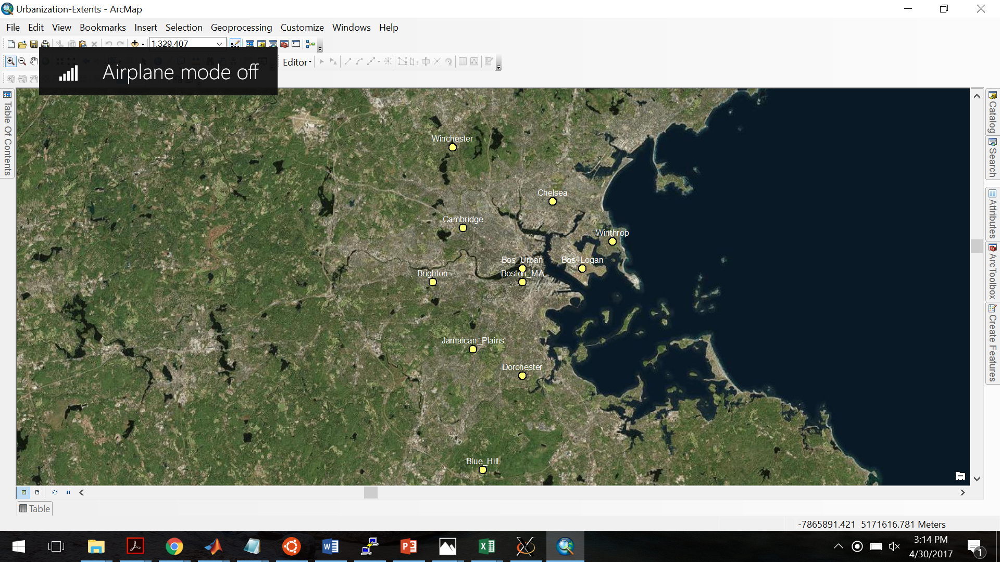 Urbanization-Extents - ArcMap
File Edit View Bookmarks Insert Selection Geoprocessing Customize Windows Help
1:329,407
Editor
Airplane mode off
Table Of Contents
Catalog
Search
Attributes
ArcToolbox
Create Features
Winchester
Chelsea
Cambridge
Winthrop
Bos_Urban
Bos_Logan
Brighton
Boston_MA
Jamaican_Plains
Dorchester
Blue_Hill
Table
-7865891.421 5171616.781 Meters
3:14 PM
4/30/2017
1